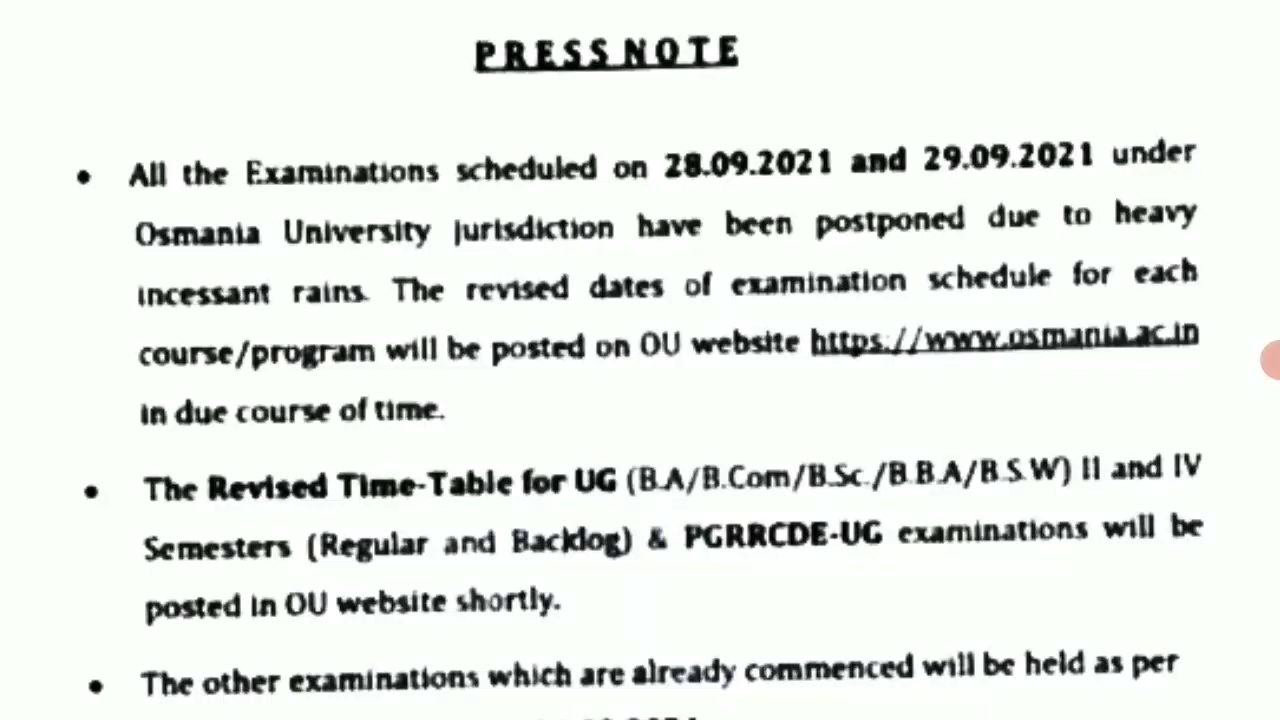 PRESS NOTE
• All the Examinations scheduled on 28.09.2021 and 29.09.2021 under
Osmania University jurisdiction have been postponed due to heavy
incessant rains. The revised dates of examination schedule for each
course/program will be posted on OU website https://www.osmania.ac.in
in due course of time.
• The Revised Time-Table for UG (B.A/B.Com/B.Sc./B.B.A/B.S.W) II and IV
Semesters (Regular and Backlog) & PGRRCDE-UG examinations will be
posted in OU website shortly.
• The other examinations which are already commenced will be held as per